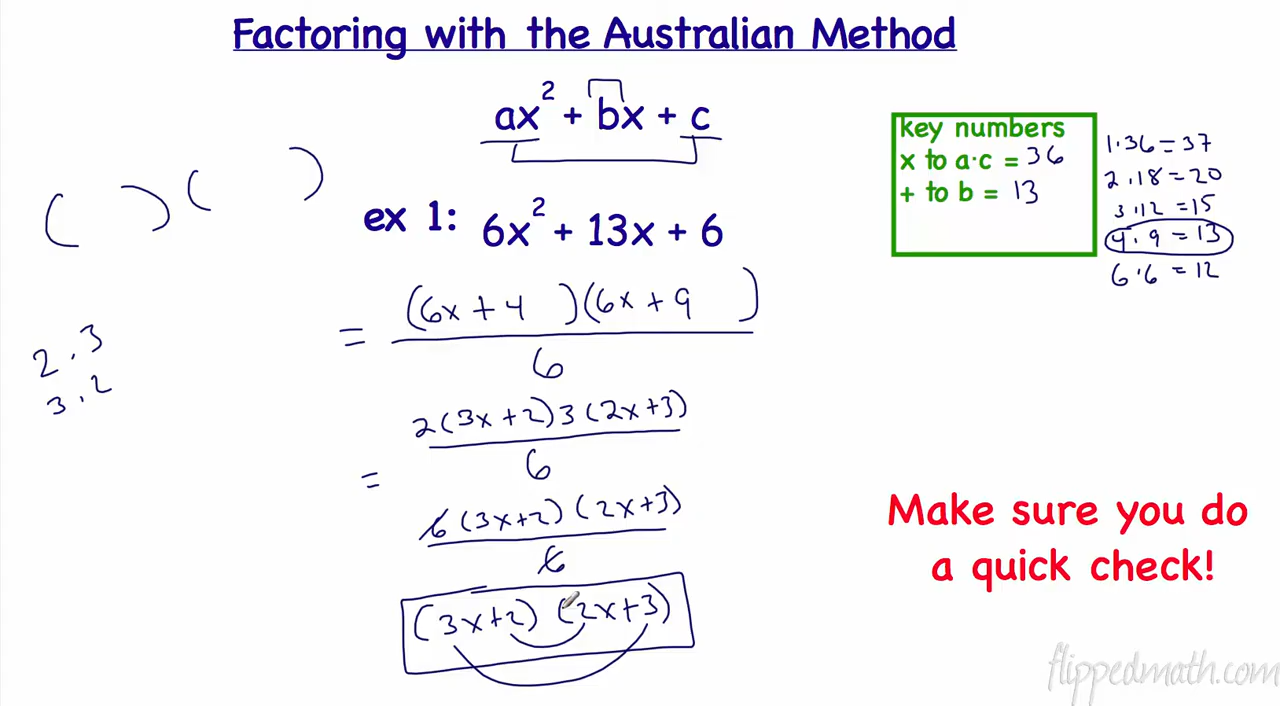 Factoring with the Australian Method
ax² + bx + c
key numbers
x to a·c = 36
+ to b = 13
1·36 = 37
2·18 = 20
3·12 = 15
4·9 = 13
6·6 = 12
( ) ( )
ex 1: 6x² + 13x + 6
= (6x + 4 )(6x + 9 )
6
2·3
3·2
= 2(3x+2)3(2x+3)
6
6(3x+2)(2x+3)
6
(3x+2)(2x+3)
Make sure you do
a quick check!
flippedmath.com